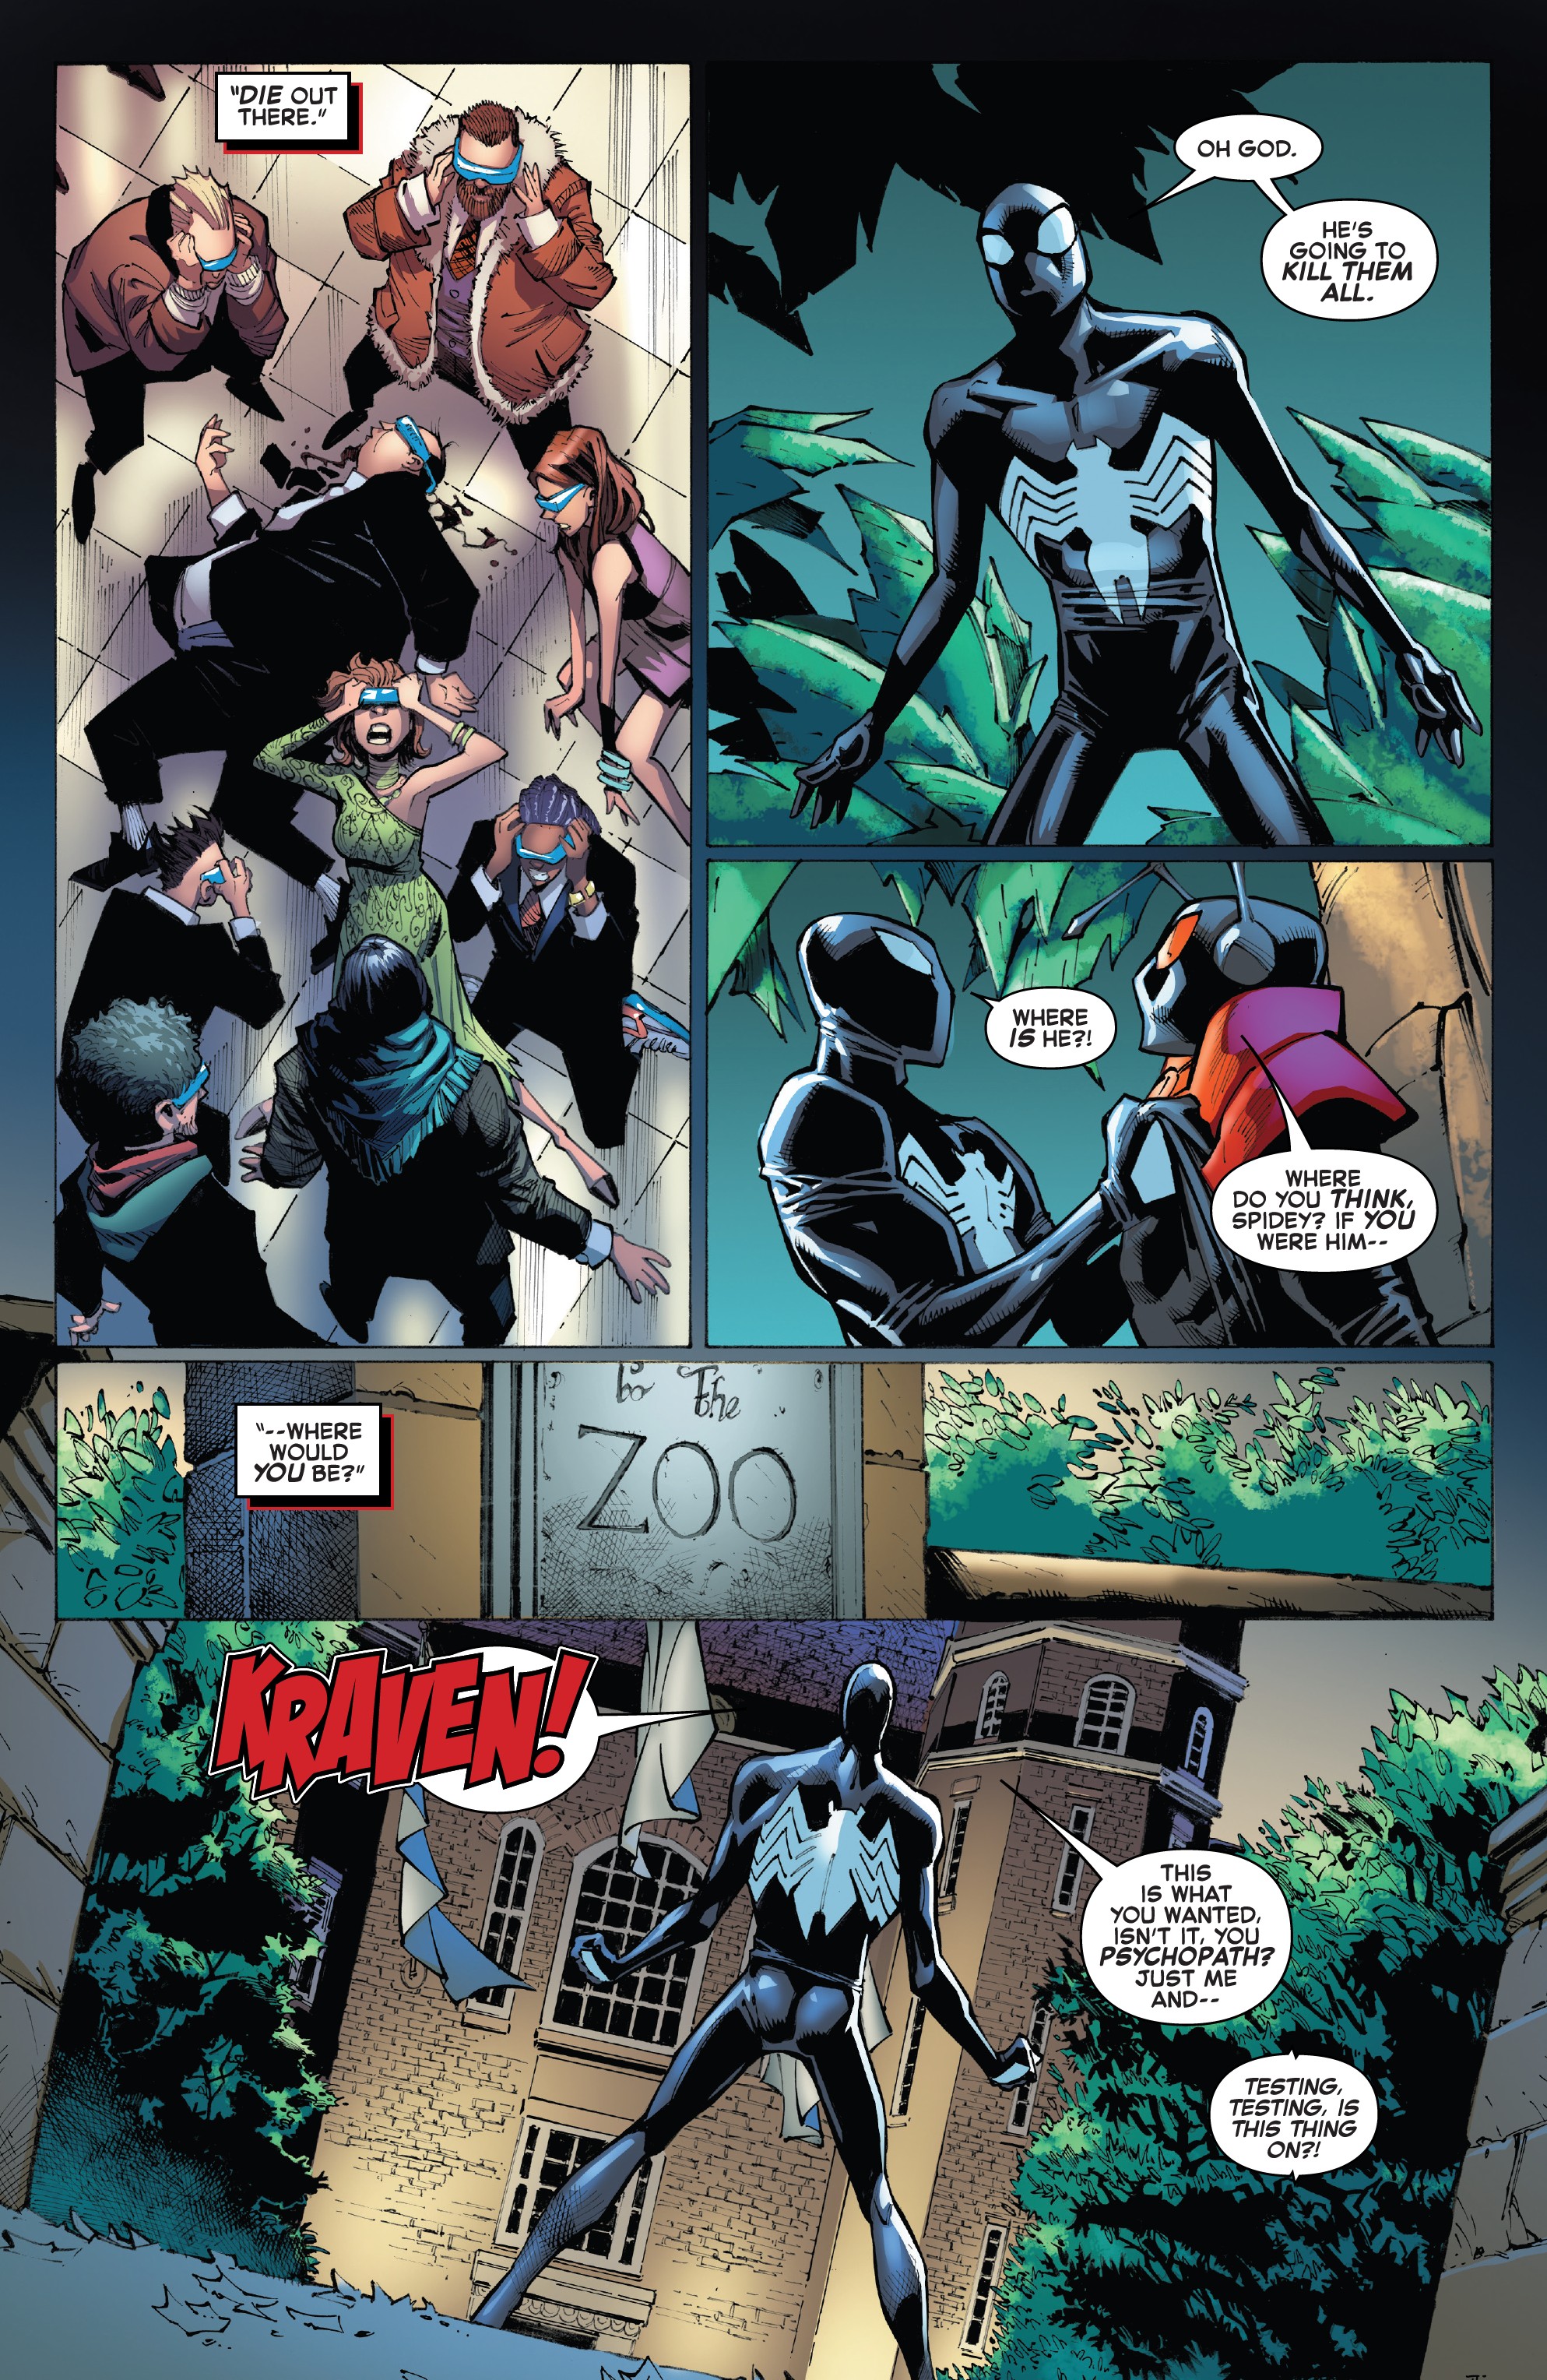 "DIE OUT
THERE."
OH GOD.
HE'S
GOING TO
KILL THEM
ALL.
WHERE
IS HE?!
WHERE
DO YOU THINK,
SPIDEY? IF YOU
WERE HIM--
"--WHERE
WOULD
YOU BE?"
to The
ZOO
KRAVEN!
THIS
IS WHAT
YOU WANTED,
ISN'T IT, YOU
PSYCHOPATH?
JUST ME
AND--
TESTING,
TESTING, IS
THIS THING
ON?!